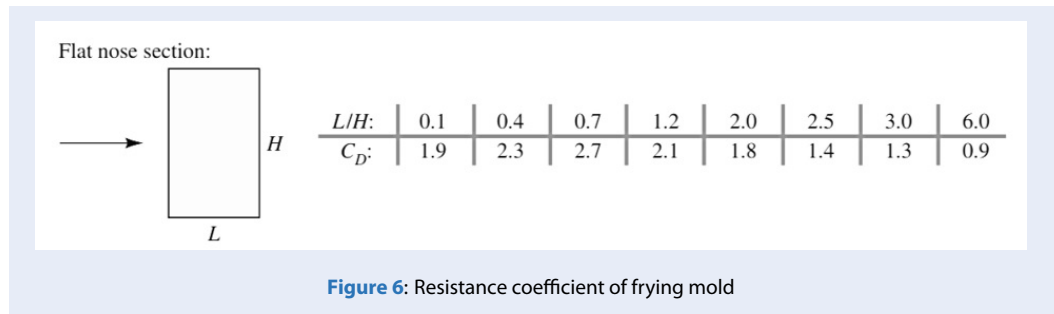 Flat nose section:
L/H: 0.1 0.4 0.7 1.2 2.0 2.5 3.0 6.0
H
C_D: 1.9 2.3 2.7 2.1 1.8 1.4 1.3 0.9
L
Figure 6: Resistance coefficient of frying mold